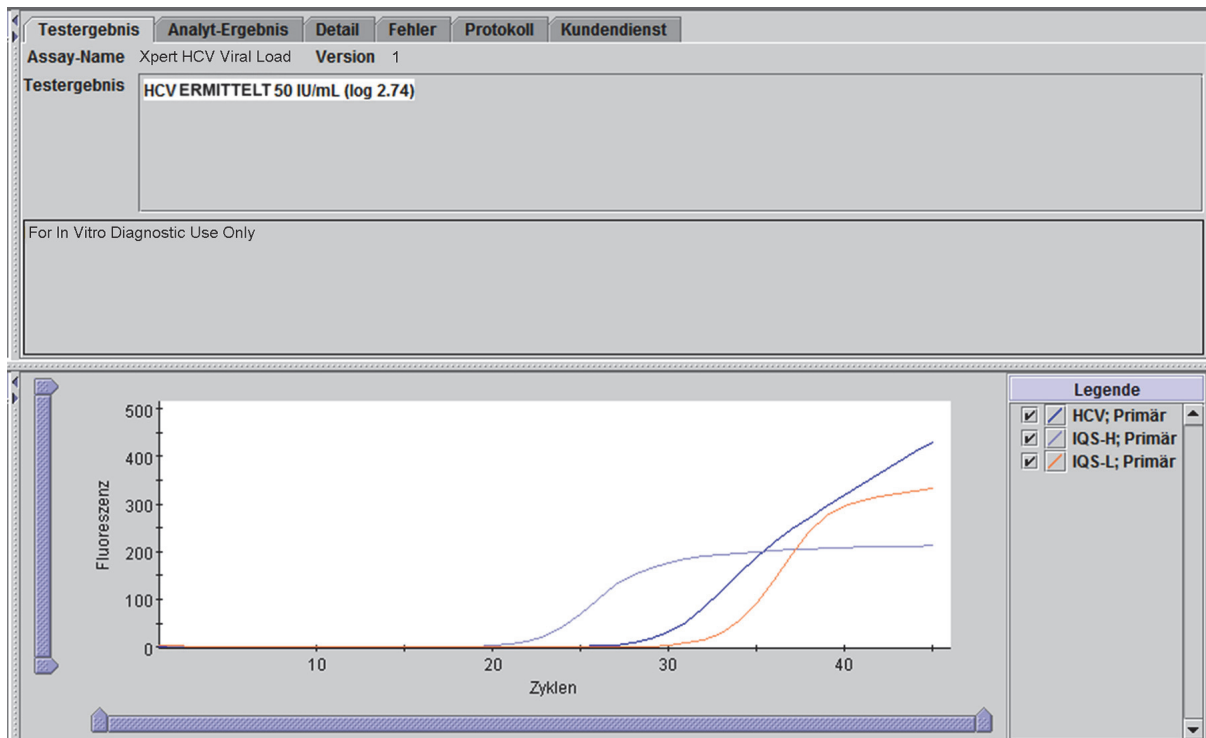 Testergebnis Analyt-Ergebnis Detail Fehler Protokoll Kundendienst
Assay-Name Xpert HCV Viral Load Version 1
Testergebnis HCV ERMITTELT 50 IU/mL (log 2.74)
For In Vitro Diagnostic Use Only
Legende
HCV; Primär
IQS-H; Primär
IQS-L; Primär
Fluoreszenz
500
400
300
200
100
0
10 20 30 40
Zyklen